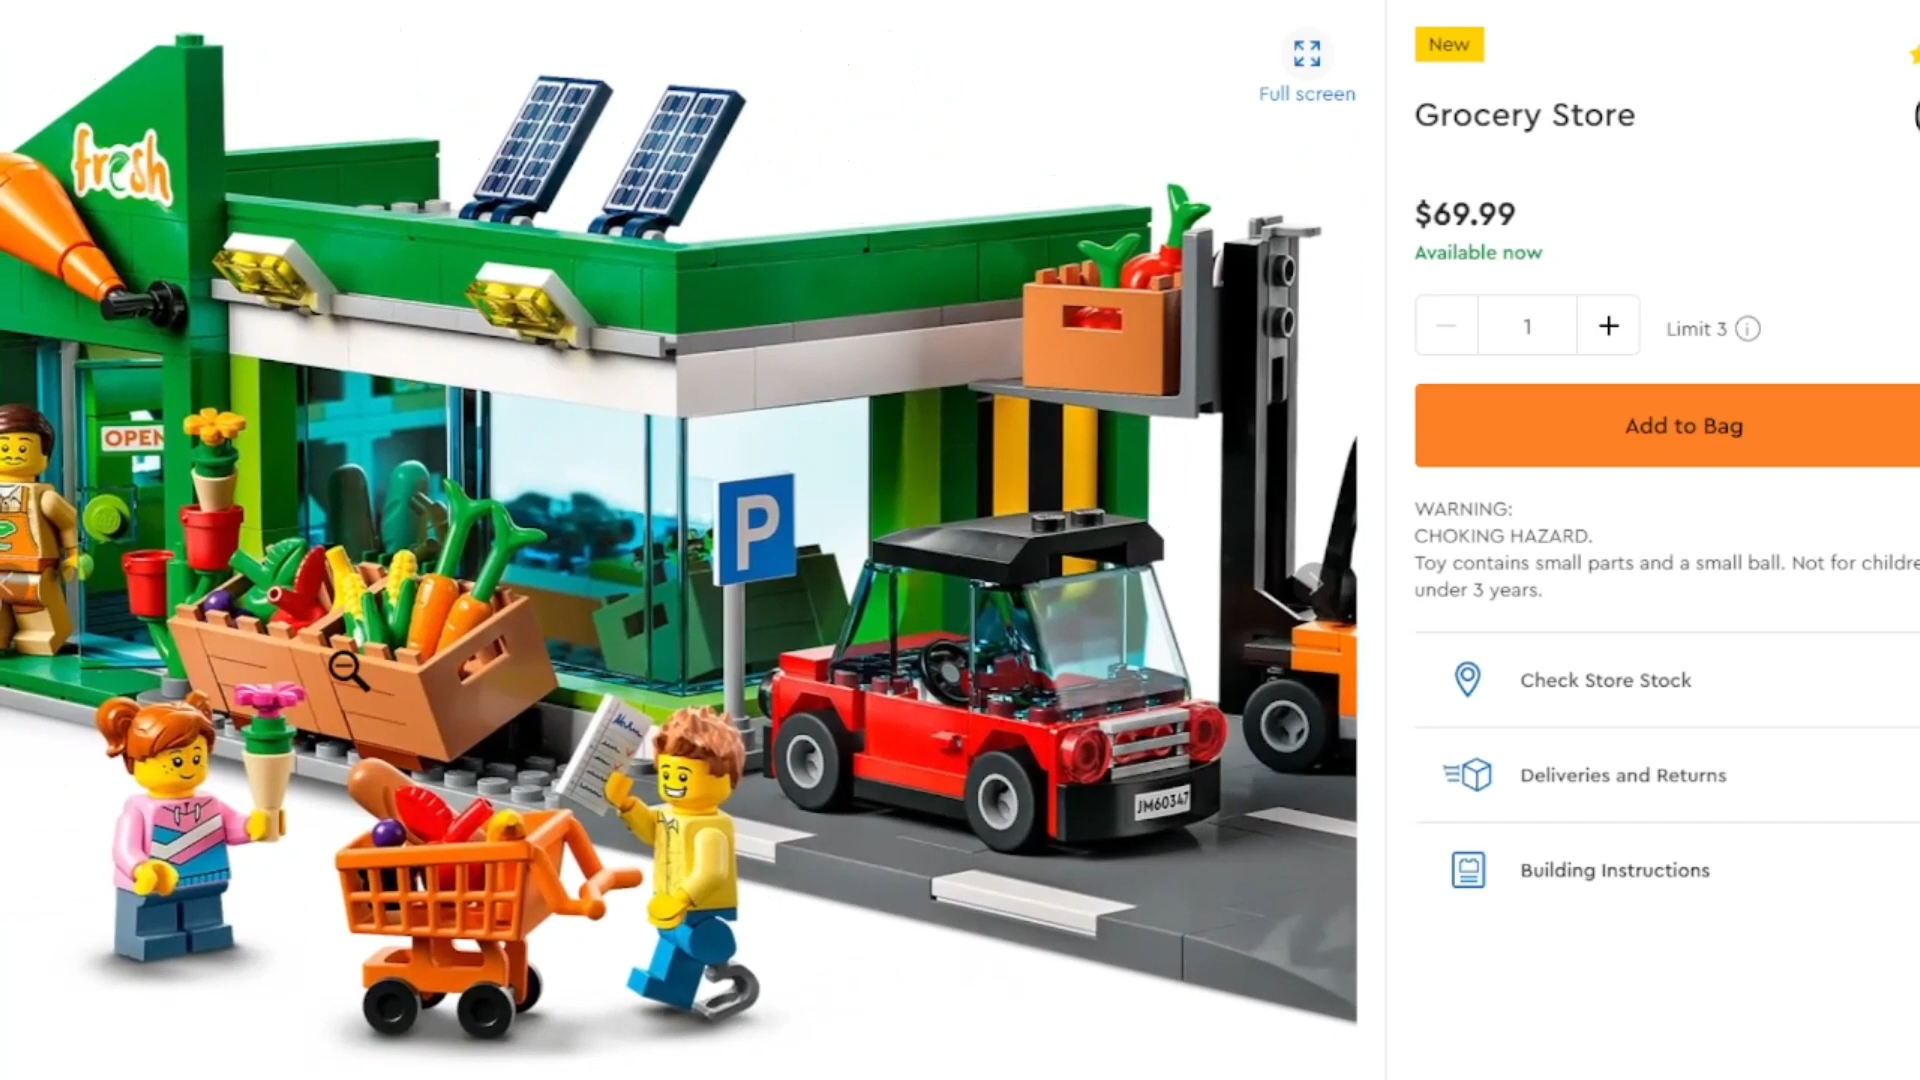 fresh
OPEN
P
JM60347
Full screen
New
Grocery Store
$69.99
Available now
1
Limit 3
Add to Bag
WARNING:
CHOKING HAZARD.
Toy contains small parts and a small ball. Not for childre
under 3 years.
Check Store Stock
Deliveries and Returns
Building Instructions